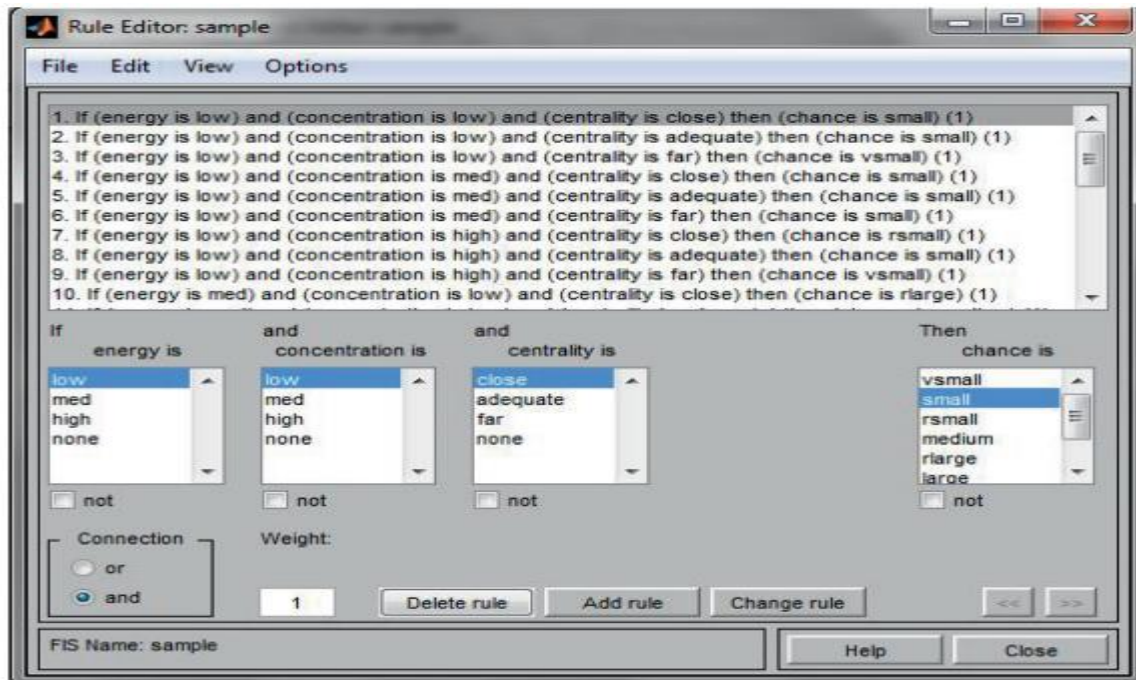 Rule Editor: sample
File Edit View Options
1. If (energy is low) and (concentration is low) and (centrality is close) then (chance is small) (1)
2. If (energy is low) and (concentration is low) and (centrality is adequate) then (chance is small) (1)
3. If (energy is low) and (concentration is low) and (centrality is far) then (chance is vsmall) (1)
4. If (energy is low) and (concentration is med) and (centrality is close) then (chance is small) (1)
5. If (energy is low) and (concentration is med) and (centrality is adequate) then (chance is small) (1)
6. If (energy is low) and (concentration is med) and (centrality is far) then (chance is small) (1)
7. If (energy is low) and (concentration is high) and (centrality is close) then (chance is rsmall) (1)
8. If (energy is low) and (concentration is high) and (centrality is adequate) then (chance is small) (1)
9. If (energy is low) and (concentration is high) and (centrality is far) then (chance is vsmall) (1)
10. If (energy is med) and (concentration is low) and (centrality is close) then (chance is rlarge) (1)
If and and Then
energy is concentration is centrality is chance is
low low close vsmall
med med adequate small
high high far rsmall
none none none medium
rlarge
large
not not not not
Connection Weight:
or
and 1 Delete rule Add rule Change rule << >>
FIS Name: sample Help Close